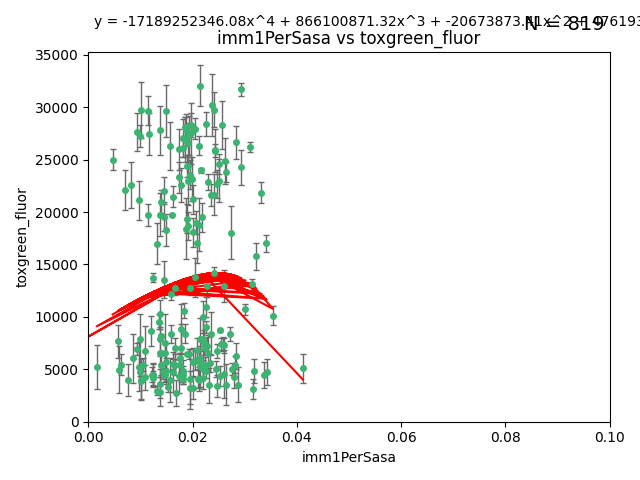 y = -17189252346.08x^4 + 866100871.32x^3 + -20673873. x^2
N = 819
imm1PerSasa vs toxgreen_fluor
35000
30000
25000
20000
15000
10000
5000
0
toxgreen_fluor
0.00 0.02 0.04 0.06 0.08 0.10
imm1PerSasa